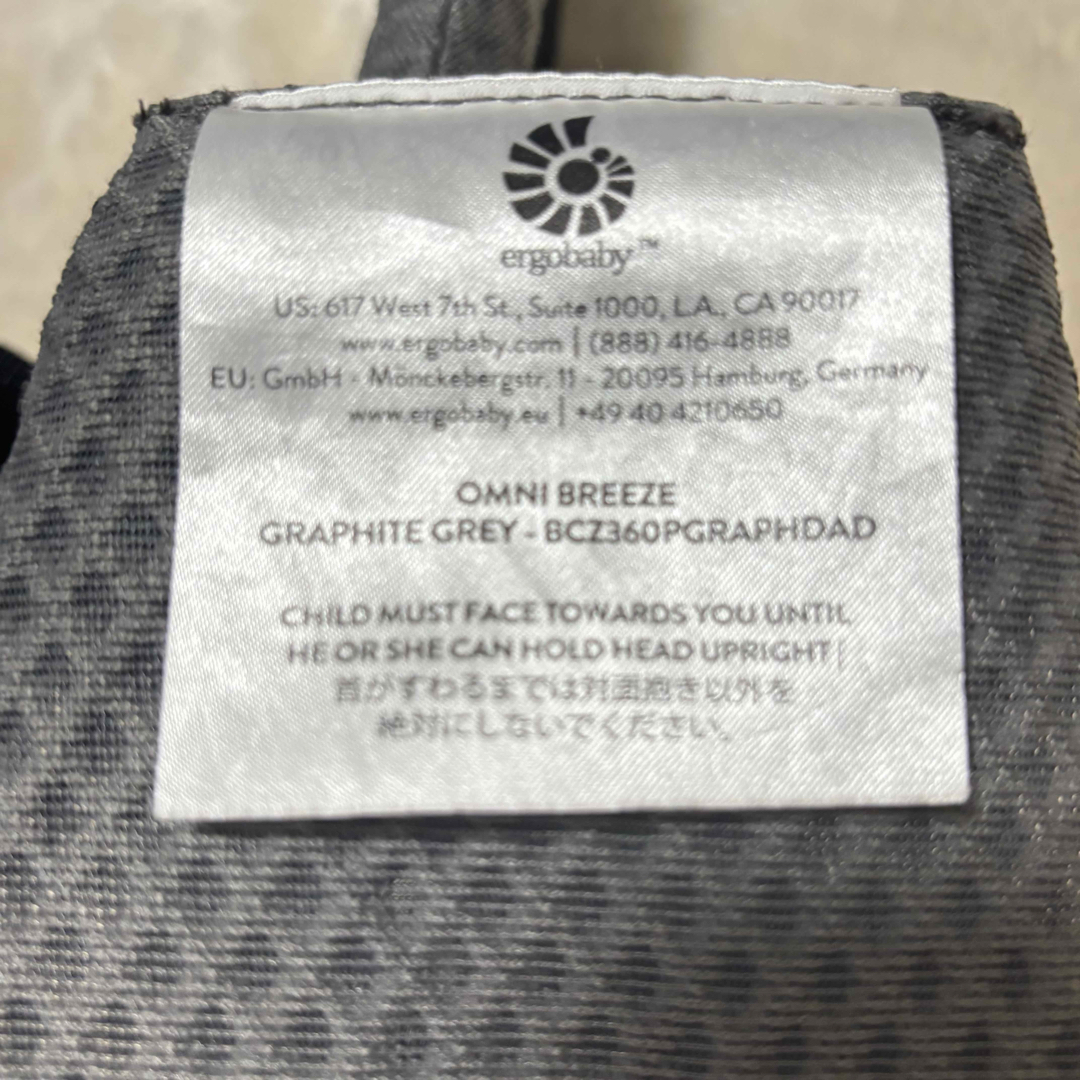 ergobaby™
US: 617 West 7th St., Suite 1000, L.A., CA 90017
www.ergobaby.com | (888) 416-4888
EU: GmbH - Mönckebergstr. 11 - 20095 Hamburg, Germany
www.ergobaby.eu | +49 40 4210650
OMNI BREEZE
GRAPHITE GREY - BCZ360PGRAPHDAD
CHILD MUST FACE TOWARDS YOU UNTIL
HE OR SHE CAN HOLD HEAD UPRIGHT |
首がすわるまでは対面抱き以外を
絶対にしないでください。